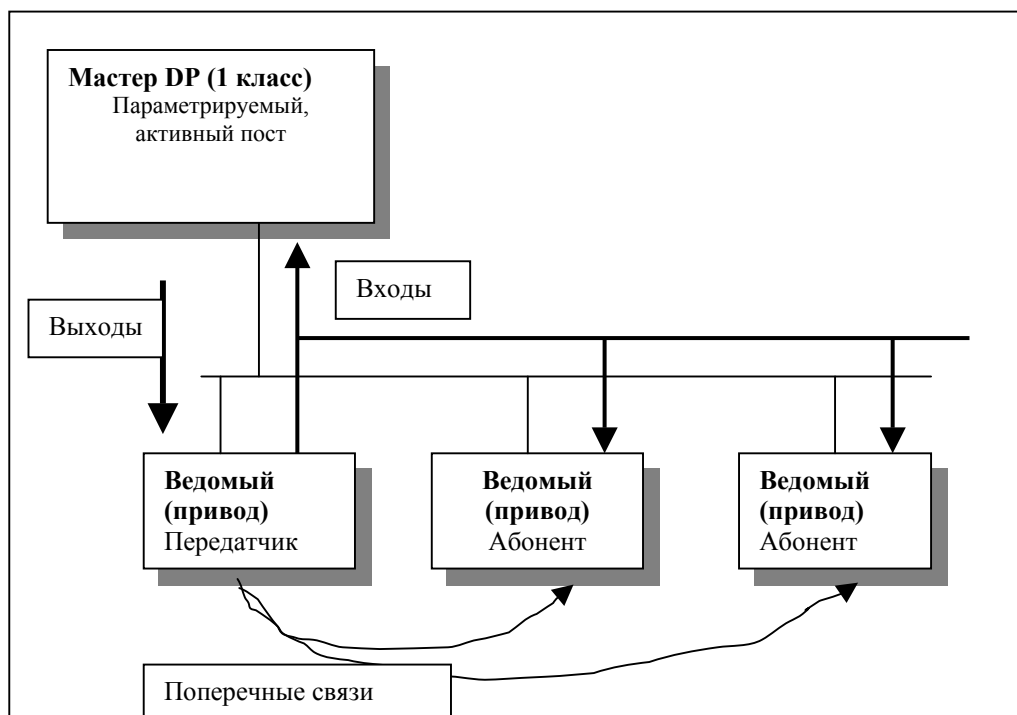 Мастер DP (1 класс)
Параметрируемый,
активный пост
Входы
Выходы
Ведомый
(привод)
Передатчик
Ведомый
(привод)
Абонент
Ведомый
(привод)
Абонент
Поперечные связи